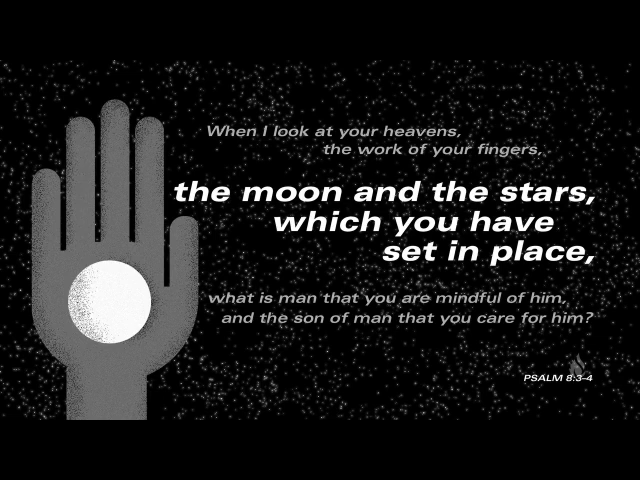 When I look at your heavens,
the work of your fingers,
the moon and the stars,
which you have
set in place,
what is man that you are mindful of him,
and the son of man that you care for him?
PSALM 8:3–4